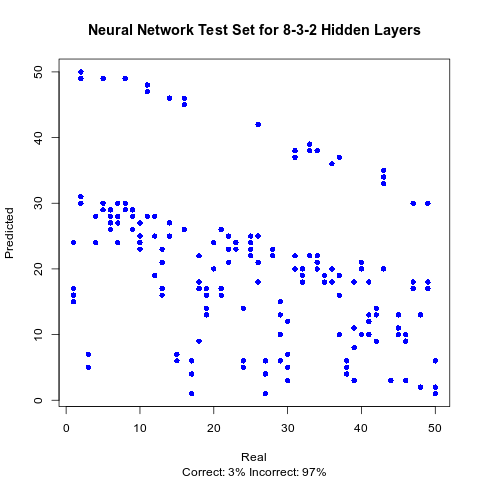 Neural Network Test Set for 8-3-2 Hidden Layers
Predicted
50
40
30
20
10
0
0 10 20 30 40 50
Real
Correct: 3% Incorrect: 97%